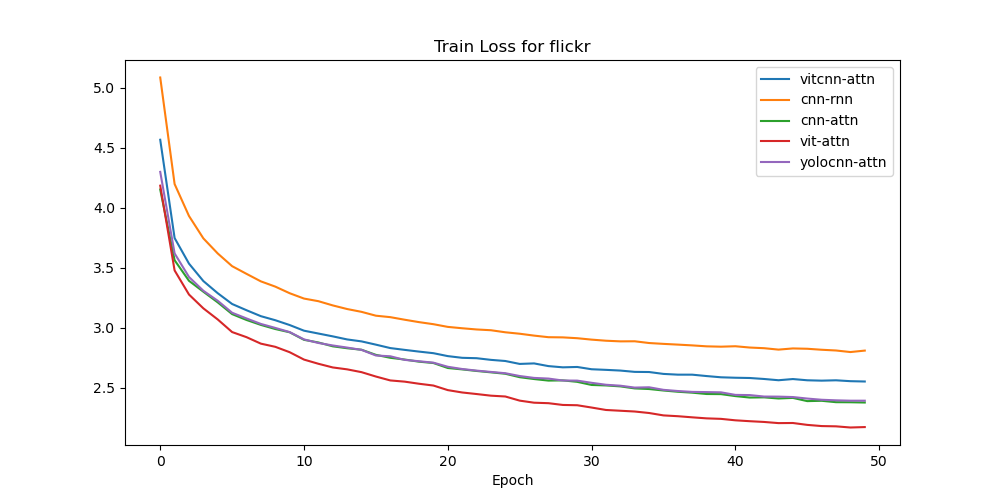 Train Loss for flickr
5.0
4.5
4.0
3.5
3.0
2.5
vitcnn-attn
cnn-rnn
cnn-attn
vit-attn
yolocnn-attn
0 10 20 30 40 50
Epoch